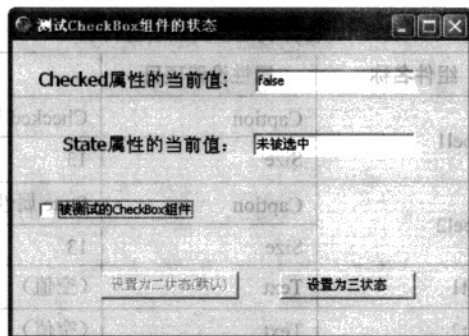 测试CheckBox组件的状态
Checked属性的当前值： false
State属性的当前值： 未被选中
被测试的CheckBox组件
设置为二状态(默认) 设置为三状态